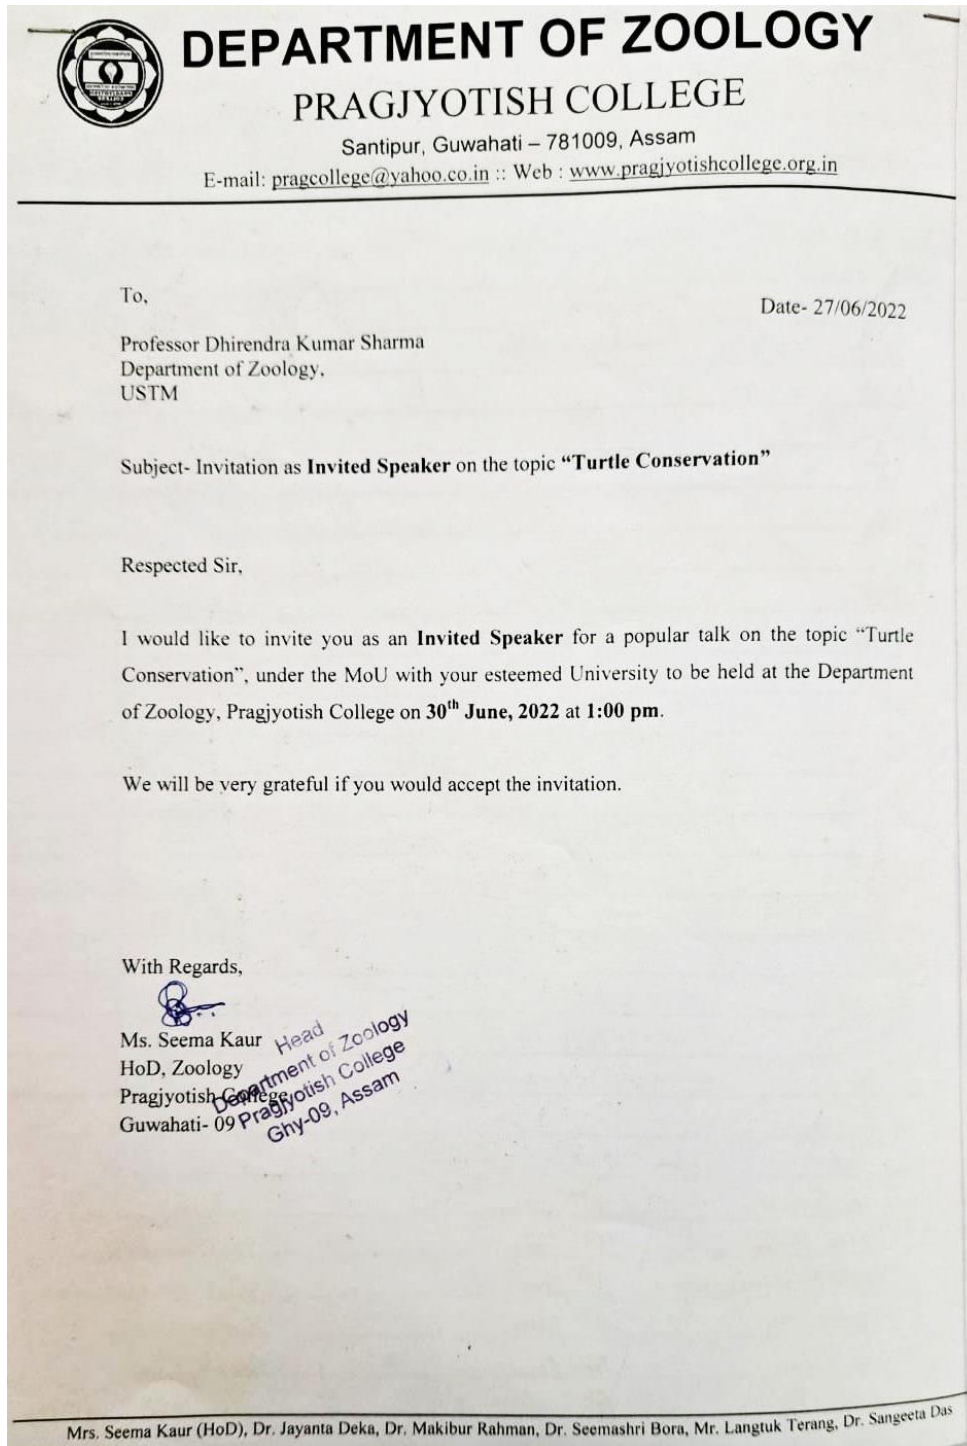 DEPARTMENT OF ZOOLOGY
PRAGJYOTISH COLLEGE
Santipur, Guwahati – 781009, Assam
E-mail: pragcollege@yahoo.co.in :: Web : www.pragjyotishcollege.org.in
To,
Date- 27/06/2022
Professor Dhirendra Kumar Sharma
Department of Zoology,
USTM
Subject- Invitation as Invited Speaker on the topic “Turtle Conservation”
Respected Sir,
I would like to invite you as an Invited Speaker for a popular talk on the topic “Turtle
Conservation”, under the MoU with your esteemed University to be held at the Department
of Zoology, Pragjyotish College on 30th June, 2022 at 1:00 pm.
We will be very grateful if you would accept the invitation.
With Regards,
Ms. Seema Kaur
HoD, Zoology
Pragjyotish College
Guwahati- 09
Head
Department of Zoology
Pragjyotish College
Ghy-09, Assam
Mrs. Seema Kaur (HoD), Dr. Jayanta Deka, Dr. Makibur Rahman, Dr. Seemashri Bora, Mr. Langtuk Terang, Dr. Sangeeta Das